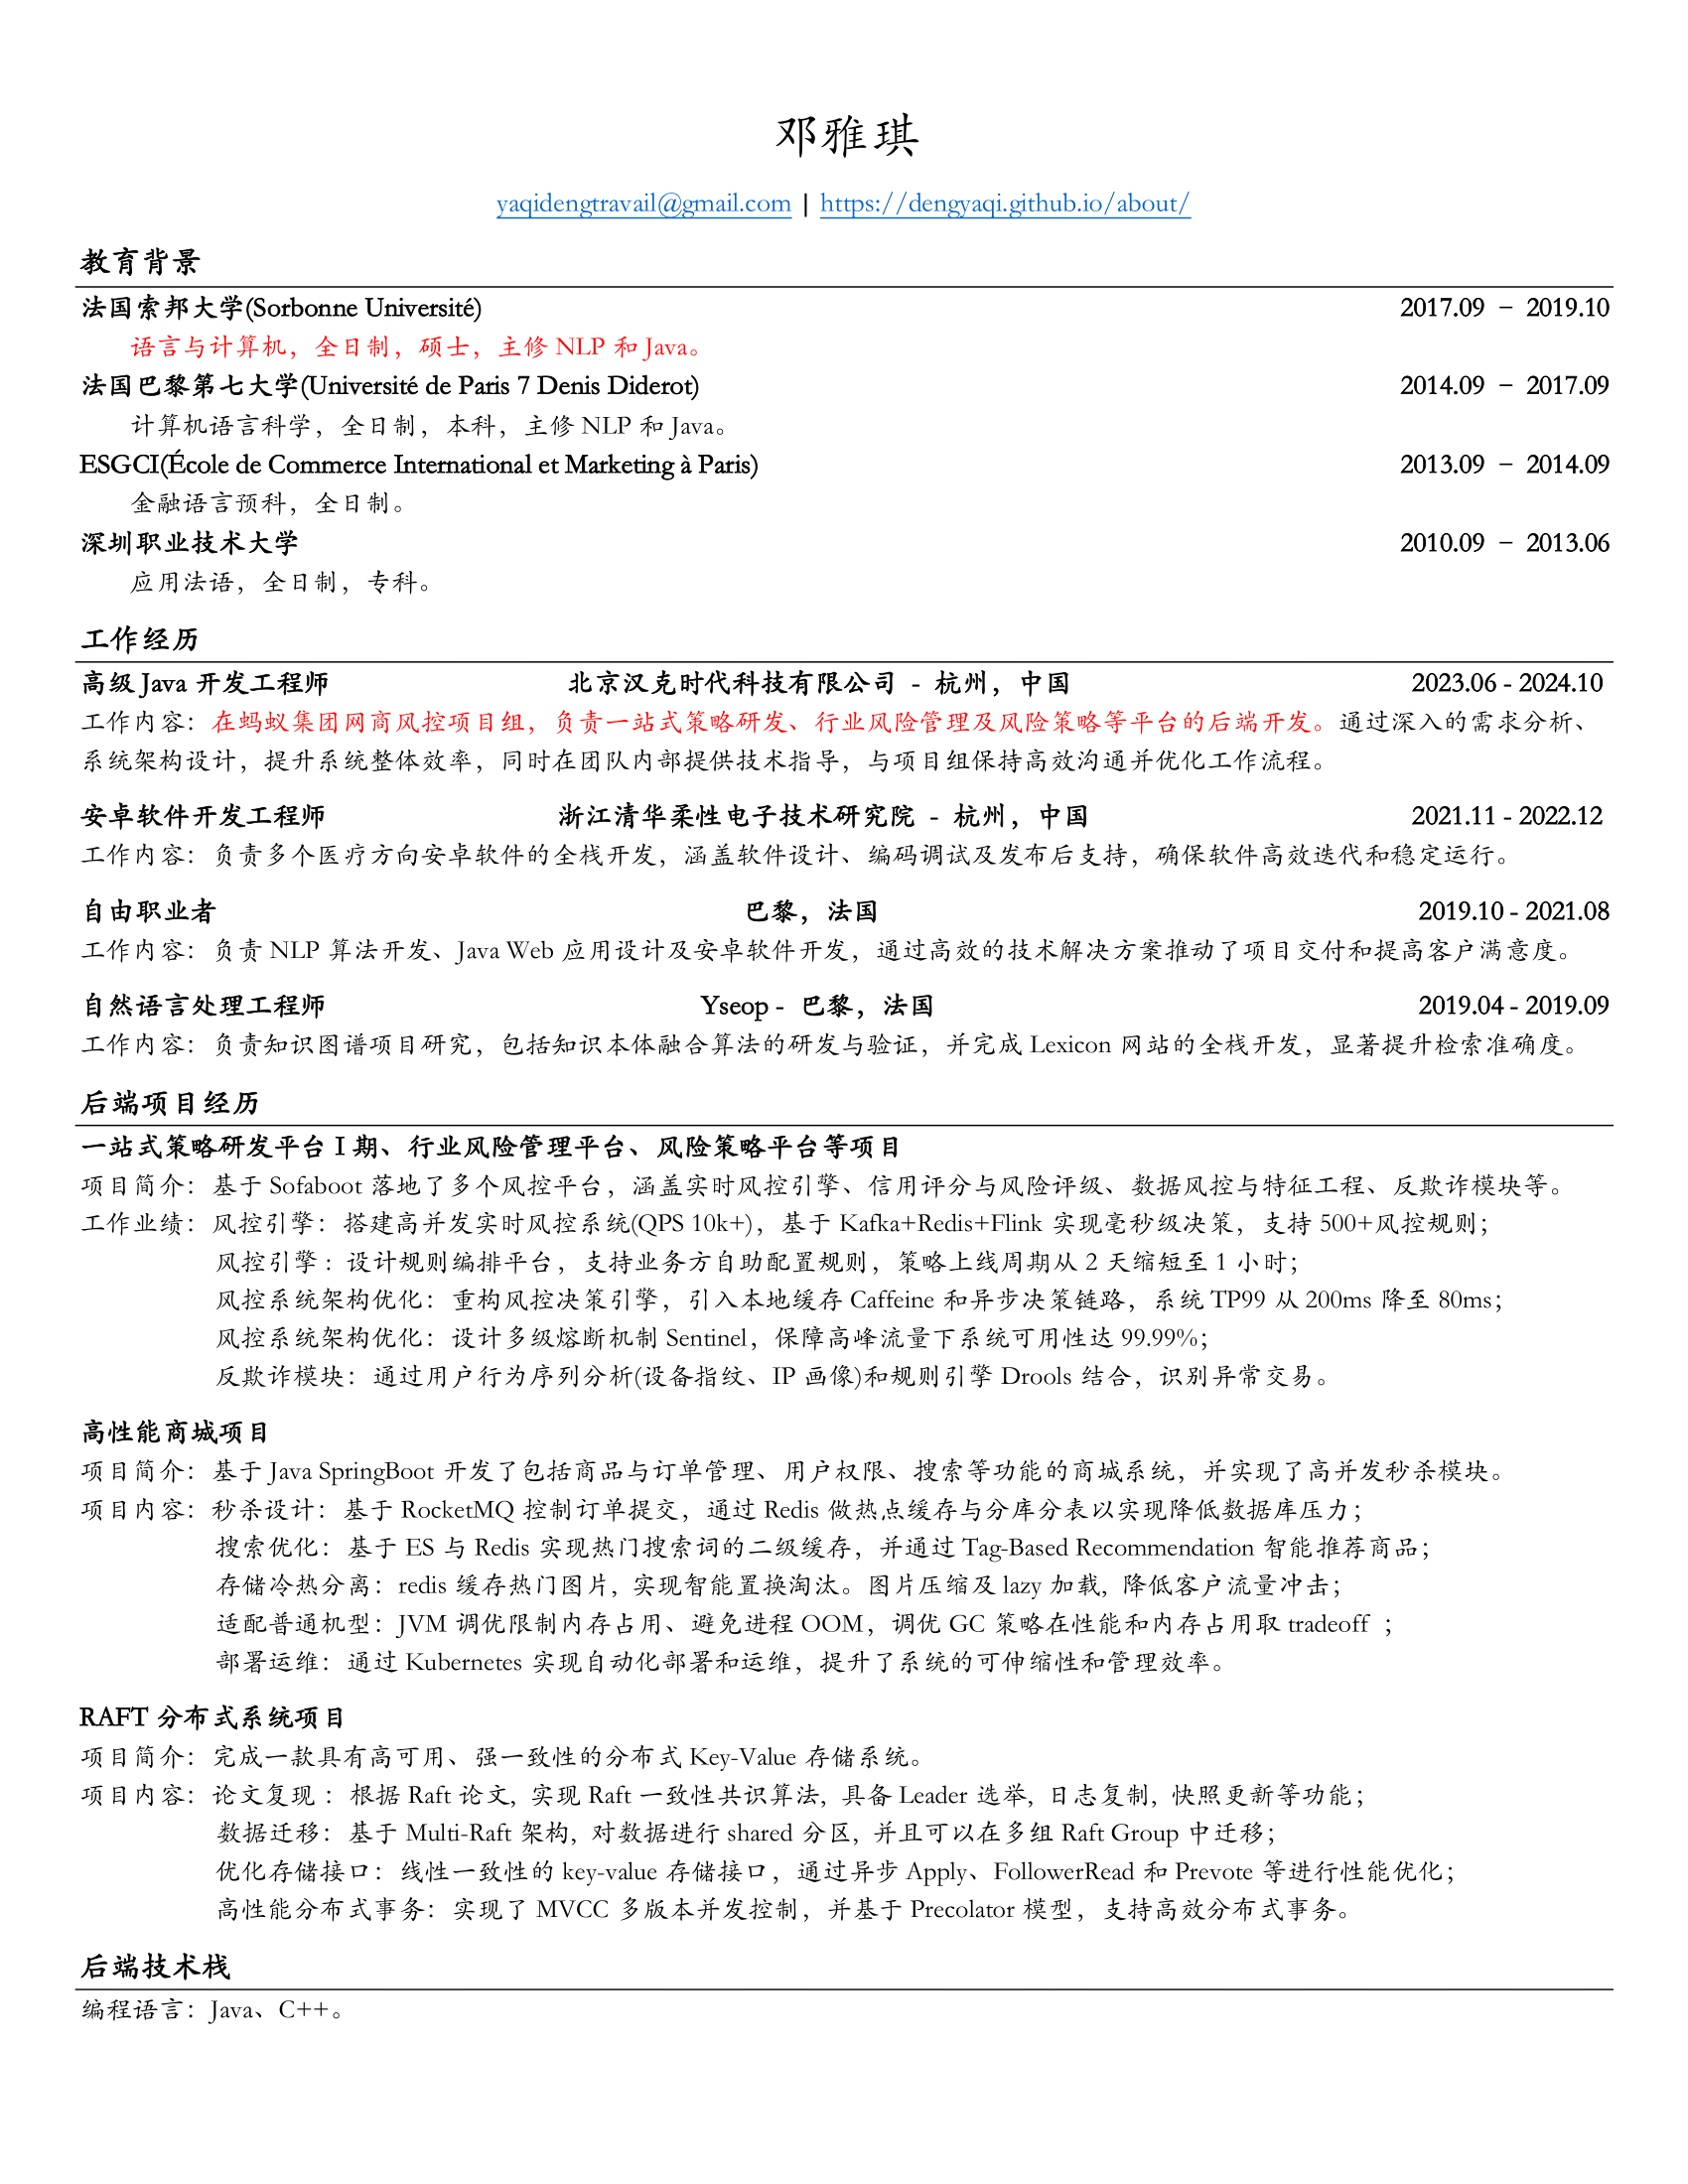 邓雅琪
yaqidengtravail@gmail.com | https://dengyaqi.github.io/about/
教育背景
法国索邦大学(Sorbonne Université) 2017.09 – 2019.10
语言与计算机，全日制，硕士，主修 NLP 和 Java。
法国巴黎第七大学(Université de Paris 7 Denis Diderot) 2014.09 – 2017.09
计算机语言科学，全日制，本科，主修 NLP 和 Java。
ESGCI(École de Commerce International et Marketing à Paris) 2013.09 – 2014.09
金融语言预科，全日制。
深圳职业技术大学 2010.09 – 2013.06
应用法语，全日制，专科。
工作经历
高级 Java 开发工程师 北京汉克时代科技有限公司 - 杭州，中国 2023.06 - 2024.10
工作内容：在蚂蚁集团网商风控项目组，负责一站式策略研发、行业风险管理及风险策略等平台的后端开发。通过深入的需求分析、
系统架构设计，提升系统整体效率，同时在团队内部提供技术指导，与项目组保持高效沟通并优化工作流程。
安卓软件开发工程师 浙江清华柔性电子技术研究院 - 杭州，中国 2021.11 - 2022.12
工作内容：负责多个医疗方向安卓软件的全栈开发，涵盖软件设计、编码调试及发布后支持，确保软件高效迭代和稳定运行。
自由职业者 巴黎，法国 2019.10 - 2021.08
工作内容：负责 NLP 算法开发、Java Web 应用设计及安卓软件开发，通过高效的技术解决方案推动了项目交付和提高客户满意度。
自然语言处理工程师 Yseop - 巴黎，法国 2019.04 - 2019.09
工作内容：负责知识图谱项目研究，包括知识本体融合算法的研发与验证，并完成 Lexicon 网站的全栈开发，显著提升检索准确度。
后端项目经历
一站式策略研发平台 I 期、行业风险管理平台、风险策略平台等项目
项目简介：基于 Sofaboot 落地了多个风控平台，涵盖实时风控引擎、信用评分与风险评级、数据风控与特征工程、反欺诈模块等。
工作业绩：风控引擎：搭建高并发实时风控系统(QPS 10k+)，基于 Kafka+Redis+Flink 实现毫秒级决策，支持 500+风控规则；
风控引擎：设计规则编排平台，支持业务方自助配置规则，策略上线周期从 2 天缩短至 1 小时；
风控系统架构优化：重构风控决策引擎，引入本地缓存 Caffeine 和异步决策链路，系统 TP99 从 200ms 降至 80ms；
风控系统架构优化：设计多级熔断机制 Sentinel，保障高峰流量下系统可用性达 99.99%；
反欺诈模块：通过用户行为序列分析(设备指纹、IP 画像)和规则引擎 Drools 结合，识别异常交易。
高性能商城项目
项目简介：基于 Java SpringBoot 开发了包括商品与订单管理、用户权限、搜索等功能的商城系统，并实现了高并发秒杀模块。
项目内容：秒杀设计：基于 RocketMQ 控制订单提交，通过 Redis 做热点缓存与分库分表以实现降低数据库压力；
搜索优化：基于 ES 与 Redis 实现热门搜索词的二级缓存，并通过 Tag-Based Recommendation 智能推荐商品；
存储冷热分离：redis 缓存热门图片, 实现智能置换淘汰。图片压缩及 lazy 加载, 降低客户流量冲击；
适配普通机型：JVM 调优限制内存占用、避免进程 OOM，调优 GC 策略在性能和内存占用取 tradeoff ；
部署运维：通过 Kubernetes 实现自动化部署和运维，提升了系统的可伸缩性和管理效率。
RAFT 分布式系统项目
项目简介：完成一款具有高可用、强一致性的分布式 Key-Value 存储系统。
项目内容：论文复现 ：根据 Raft 论文, 实现 Raft 一致性共识算法, 具备 Leader 选举, 日志复制, 快照更新等功能；
数据迁移：基于 Multi-Raft 架构, 对数据进行 shared 分区, 并且可以在多组 Raft Group 中迁移；
优化存储接口：线性一致性的 key-value 存储接口，通过异步 Apply、FollowerRead 和 Prevote 等进行性能优化；
高性能分布式事务：实现了 MVCC 多版本并发控制，并基于 Precolator 模型，支持高效分布式事务。
后端技术栈
编程语言：Java、C++。